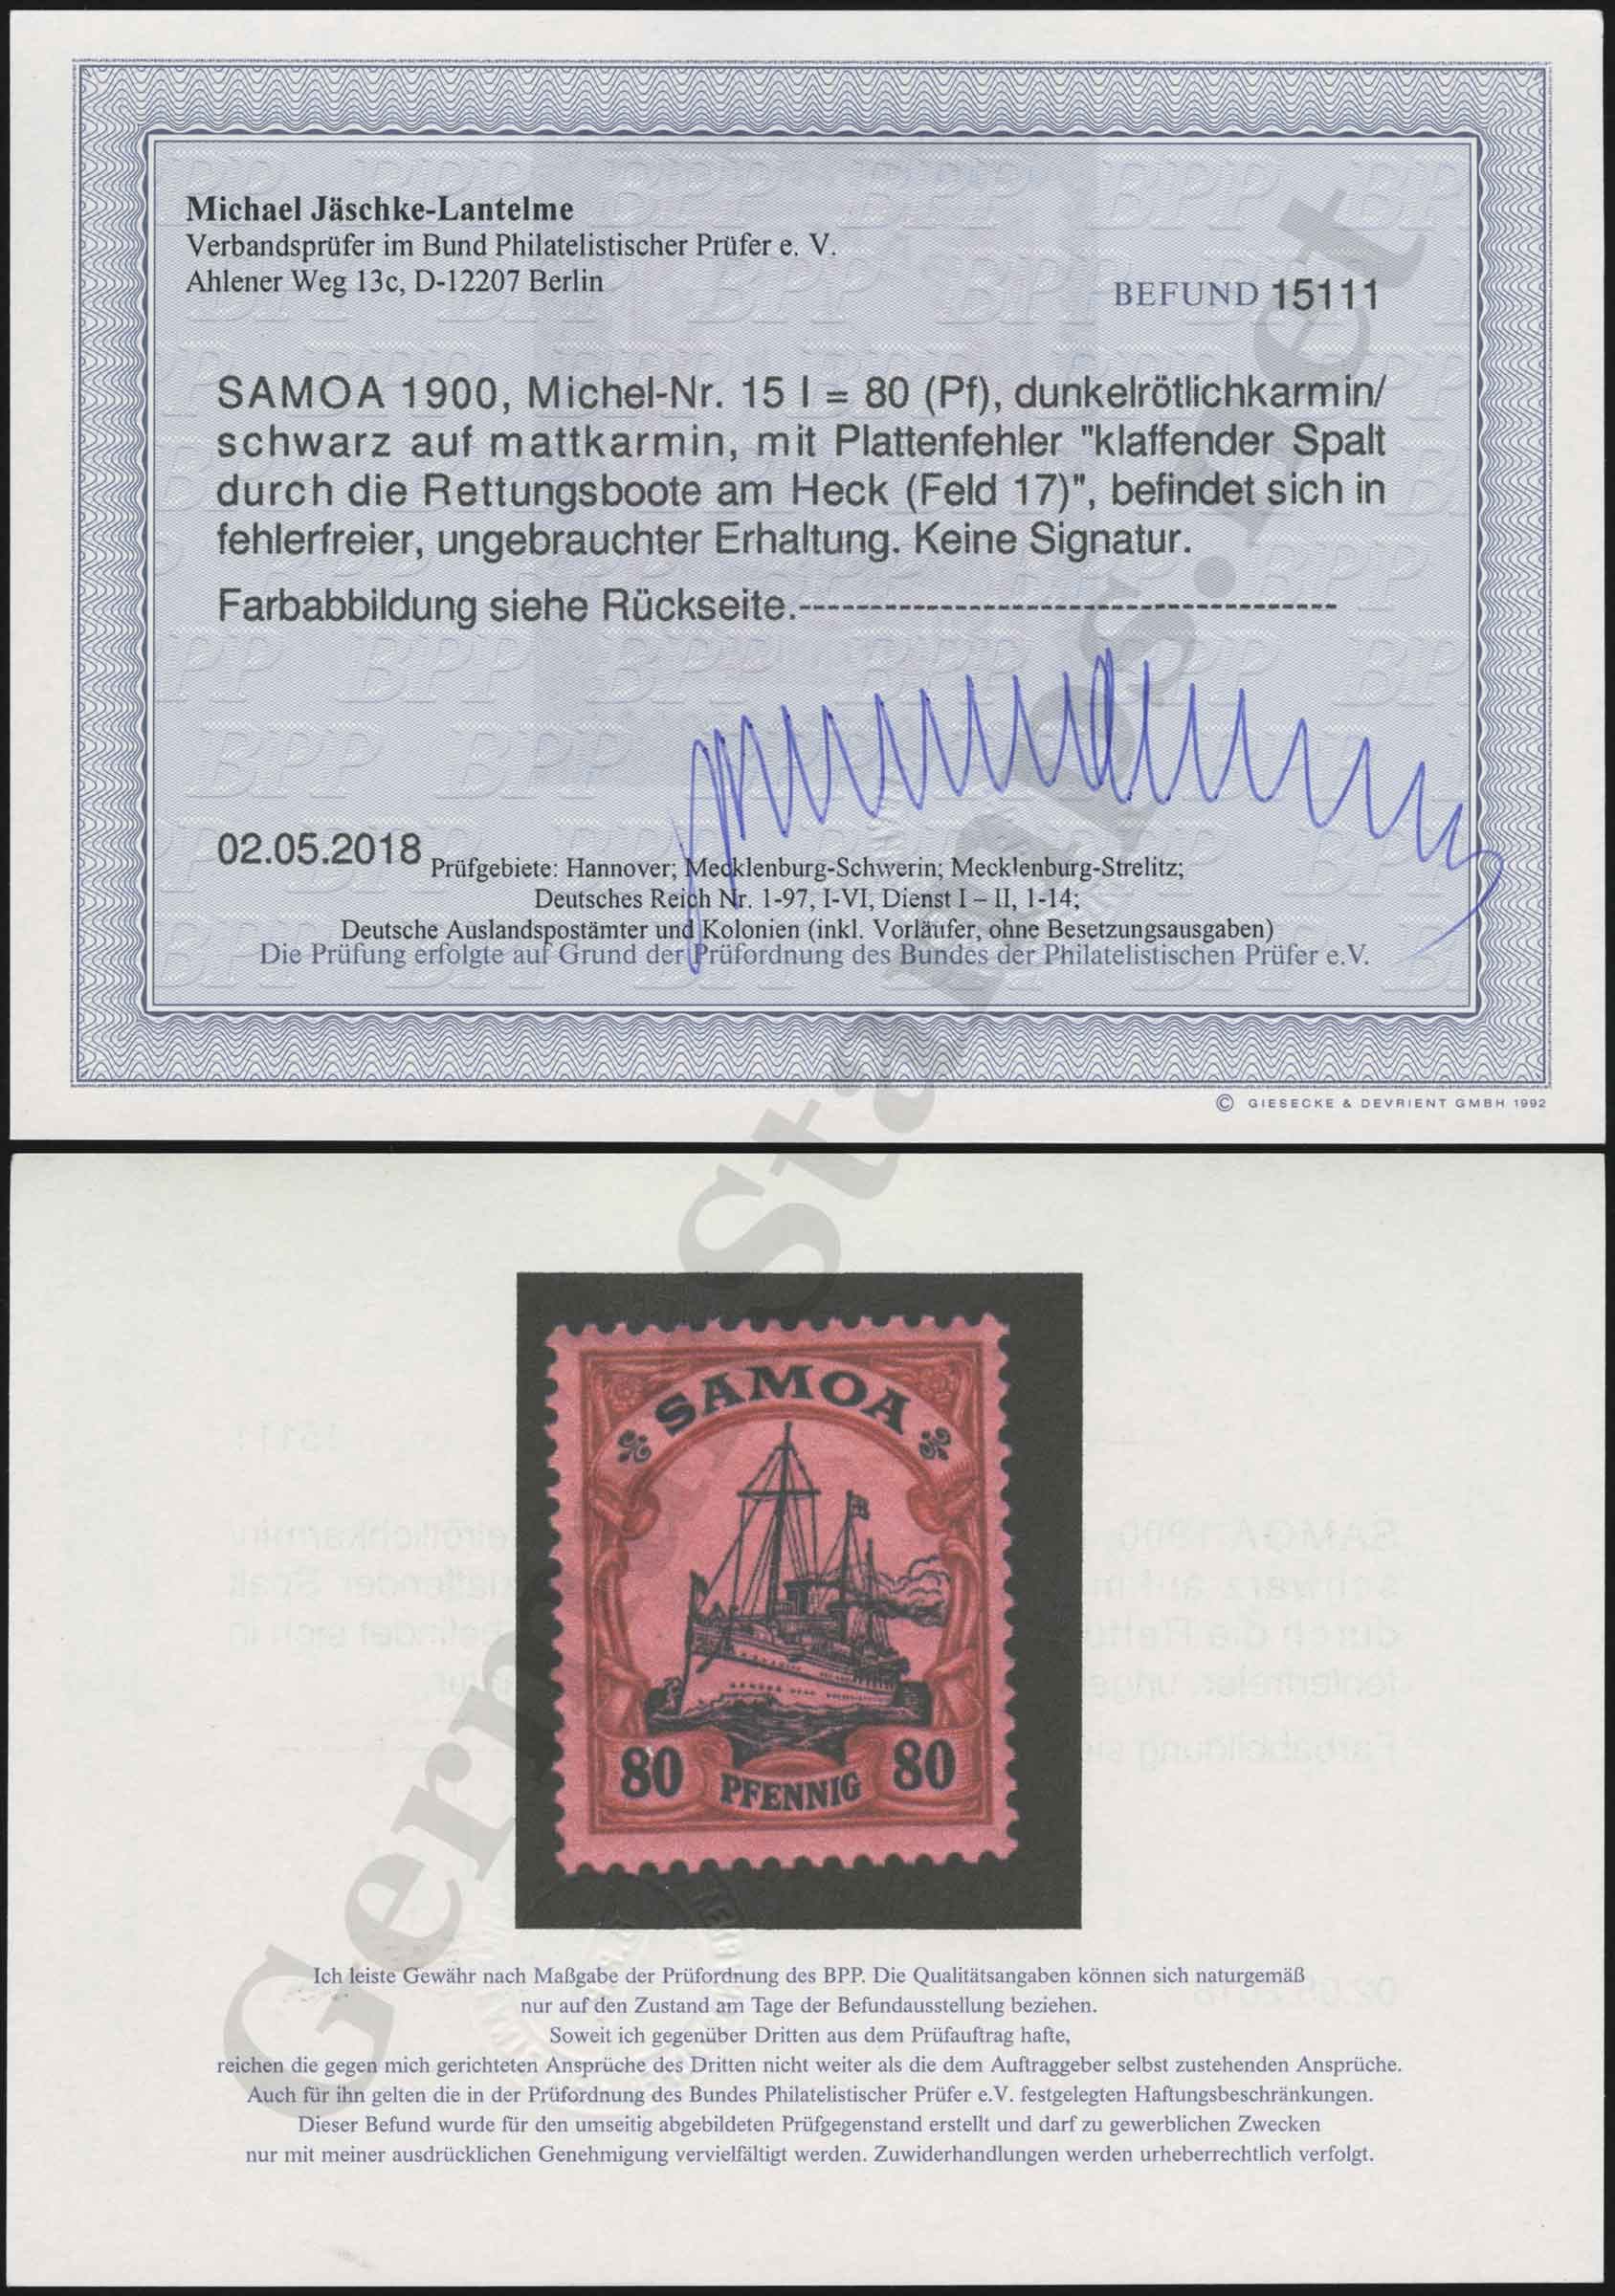 Michael Jäschke-Lantelme
Verbandsprüfer im Bund Philatelistischer Prüfer e. V.
Ahlener Weg 13c, D-12207 Berlin
BEFUND 15111
SAMOA 1900, Michel-Nr. 15 I = 80 (Pf), dunkelrötlichkarmin/
schwarz auf mattkarmin, mit Plattenfehler "klaffender Spalt
durch die Rettungsboote am Heck (Feld 17)", befindet sich in
fehlerfreier, ungebrauchter Erhaltung. Keine Signatur.
Farbabbildung siehe Rückseite.--------------------------------------
02.05.2018
Prüfgebiete: Hannover; Mecklenburg-Schwerin; Mecklenburg-Strelitz;
Deutsches Reich Nr. 1-97, I-VI, Dienst I – II, 1-14;
Deutsche Auslandspostämter und Kolonien (inkl. Vorläufer, ohne Besetzungsausgaben)
Die Prüfung erfolgte auf Grund der Prüfordnung des Bundes der Philatelistischen Prüfer e.V.
© GIESECKE & DEVRIENT GMBH 1992
GermanStamps.net
SAMOA
80 PFENNIG 80
Ich leiste Gewähr nach Maßgabe der Prüfordnung des BPP. Die Qualitätsangaben können sich naturgemäß
nur auf den Zustand am Tage der Befundausstellung beziehen.
Soweit ich gegenüber Dritten aus dem Prüfauftrag hafte,
reichen die gegen mich gerichteten Ansprüche des Dritten nicht weiter als die dem Auftraggeber selbst zustehenden Ansprüche.
Auch für ihn gelten die in der Prüfordnung des Bundes Philatelistischer Prüfer e.V. festgelegten Haftungsbeschränkungen.
Dieser Befund wurde für den umseitig abgebildeten Prüfgegenstand erstellt und darf zu gewerblichen Zwecken
nur mit meiner ausdrücklichen Genehmigung vervielfältigt werden. Zuwiderhandlungen werden urheberrechtlich verfolgt.